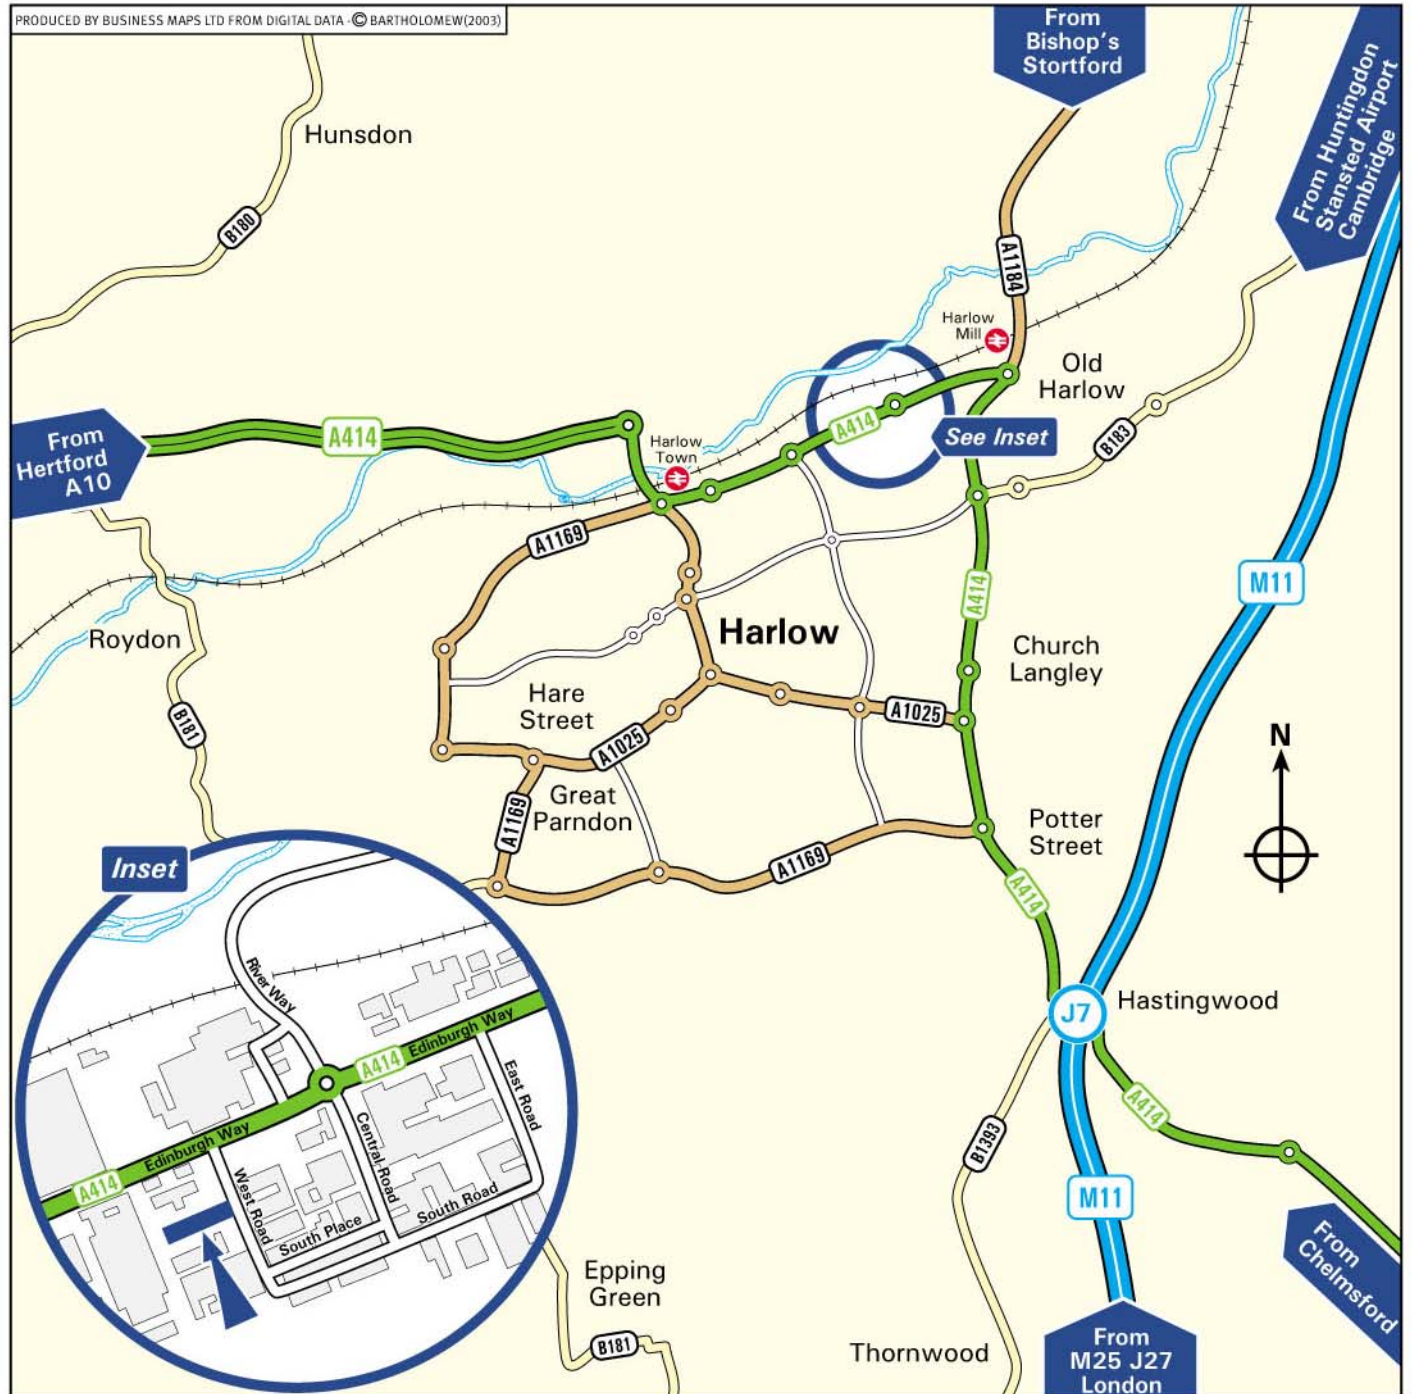 PRODUCED BY BUSINESS MAPS LTD FROM DIGITAL DATA - © BARTHOLOMEW(2003)
From
Bishop's
Stortford
From Huntingdon
Stansted Airport
Cambridge
Hunsdon
B180
A1184
Harlow
Mill
Old
Harlow
From
Hertford
A10
A414
Harlow
Town
A414
See Inset
B183
A1169
M11
A414
Roydon
Harlow
Church
Langley
Hare
Street
B181
A1025
A1025
N
Great
Parndon
A1169
Potter
Street
A1169
A414
Inset
River Way
J7
Hastingwood
A414
Edinburgh Way
East Road
Central Road
Edinburgh Way
A414
West Road
South Road
South Place
A414
B1393
M11
From
Chelmsford
Epping
Green
B181
Thornwood
From
M25 J27
London